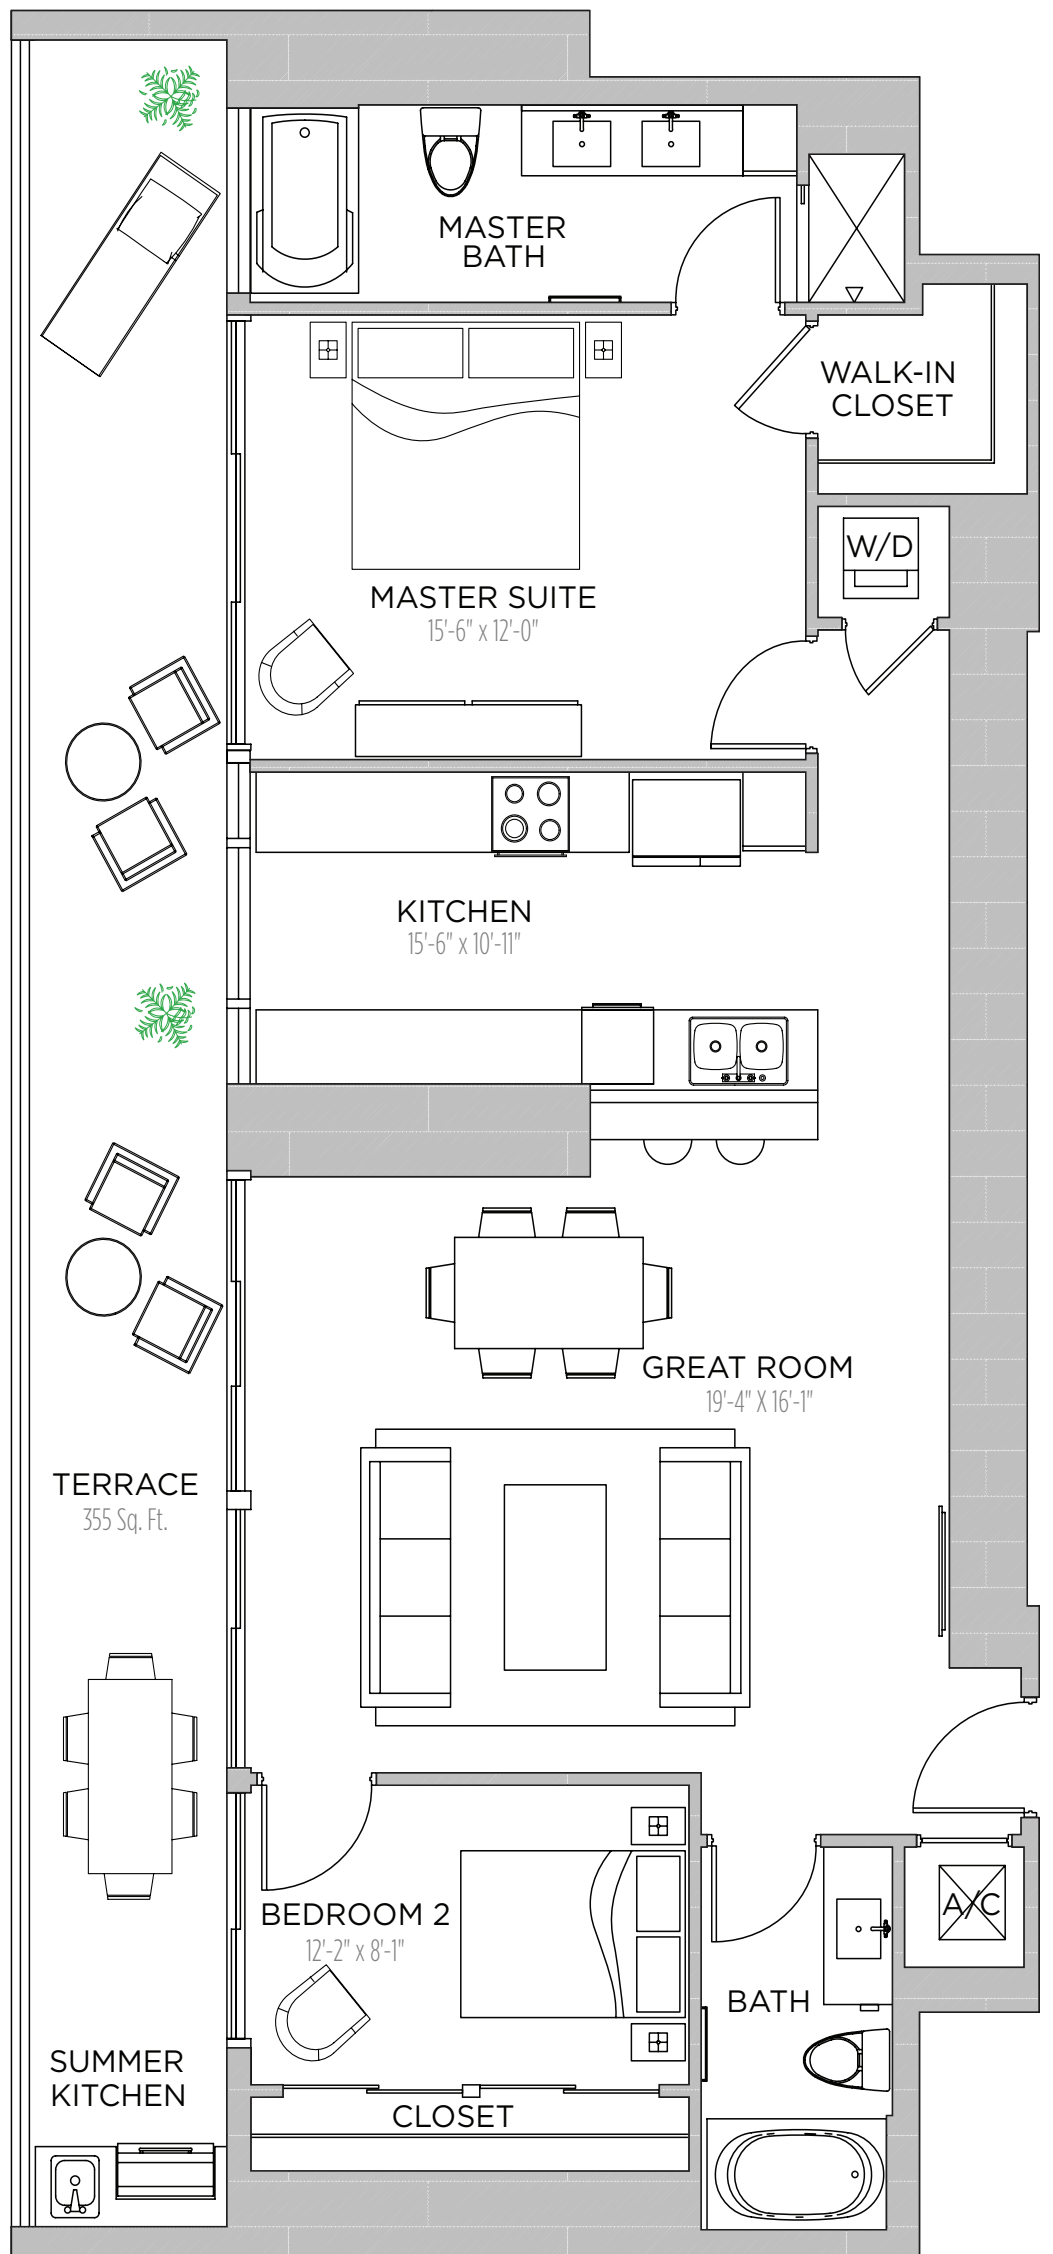 MASTER
BATH
WALK-IN
CLOSET
W/D
MASTER SUITE
15'-6" x 12'-0"
KITCHEN
15'-6" x 10'-11"
GREAT ROOM
19'-4" X 16'-1"
TERRACE
355 Sq. Ft.
A/C
BEDROOM 2
12'-2" x 8'-1"
BATH
SUMMER
KITCHEN
CLOSET